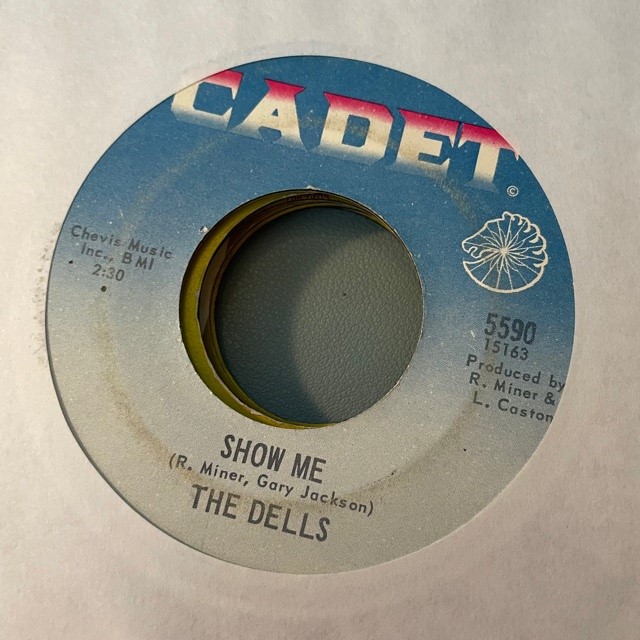 CADET
©
Chevis Music
Inc., BMI
2:30
5590
15163
Produced by
R. Miner &
L. Caston
SHOW ME
(R. Miner, Gary Jackson)
THE DELLS